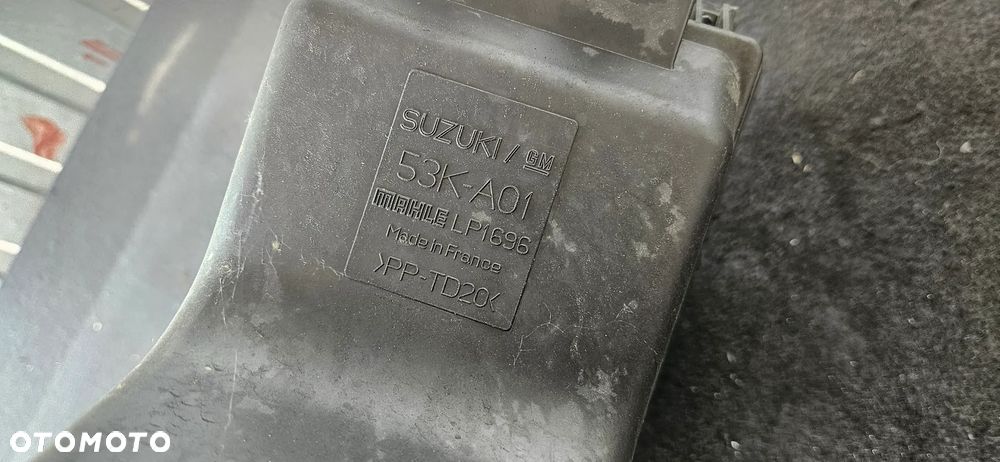 SUZUKI / GM
53K-A01
MAHLE LP1696
Made in France
>PP-TD20<
OTOMOTO